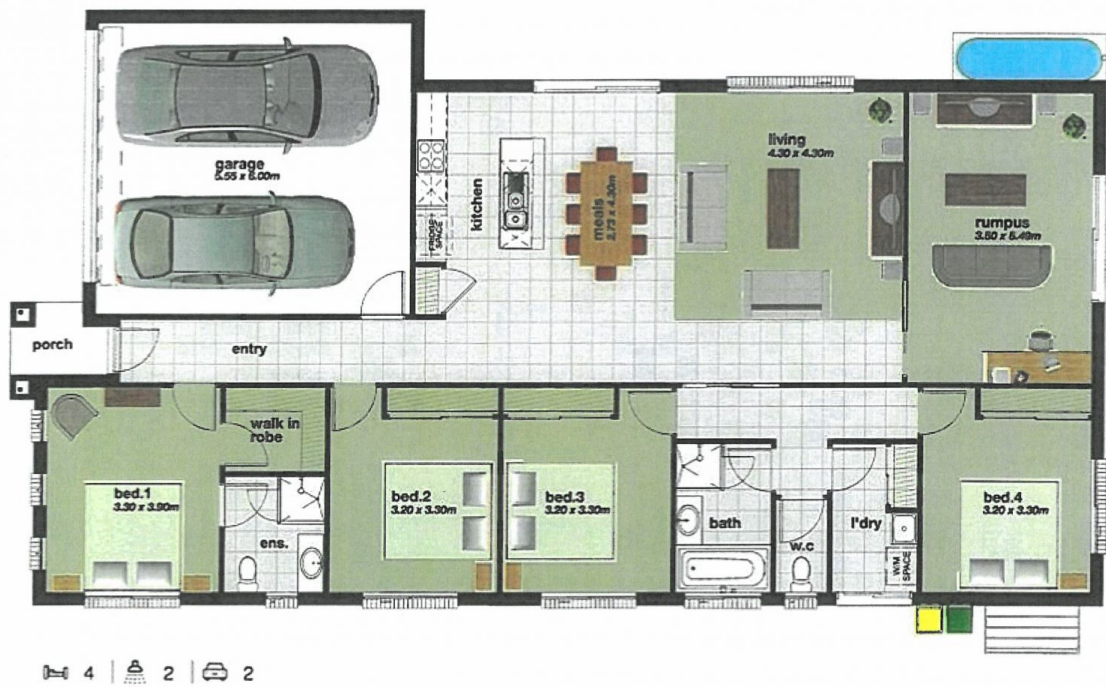 garage
5.55 x 6.00m
kitchen
FRIDGE
SPACE
meals
2.73 x 4.30m
living
4.30 x 4.30m
rumpus
3.50 x 5.49m
porch
entry
walk in
robe
bed.1
3.30 x 3.90m
ens.
bed.2
3.20 x 3.30m
bed.3
3.20 x 3.30m
bath
w.c
l'dry
W/M
SPACE
bed.4
3.20 x 3.30m
4 2 2